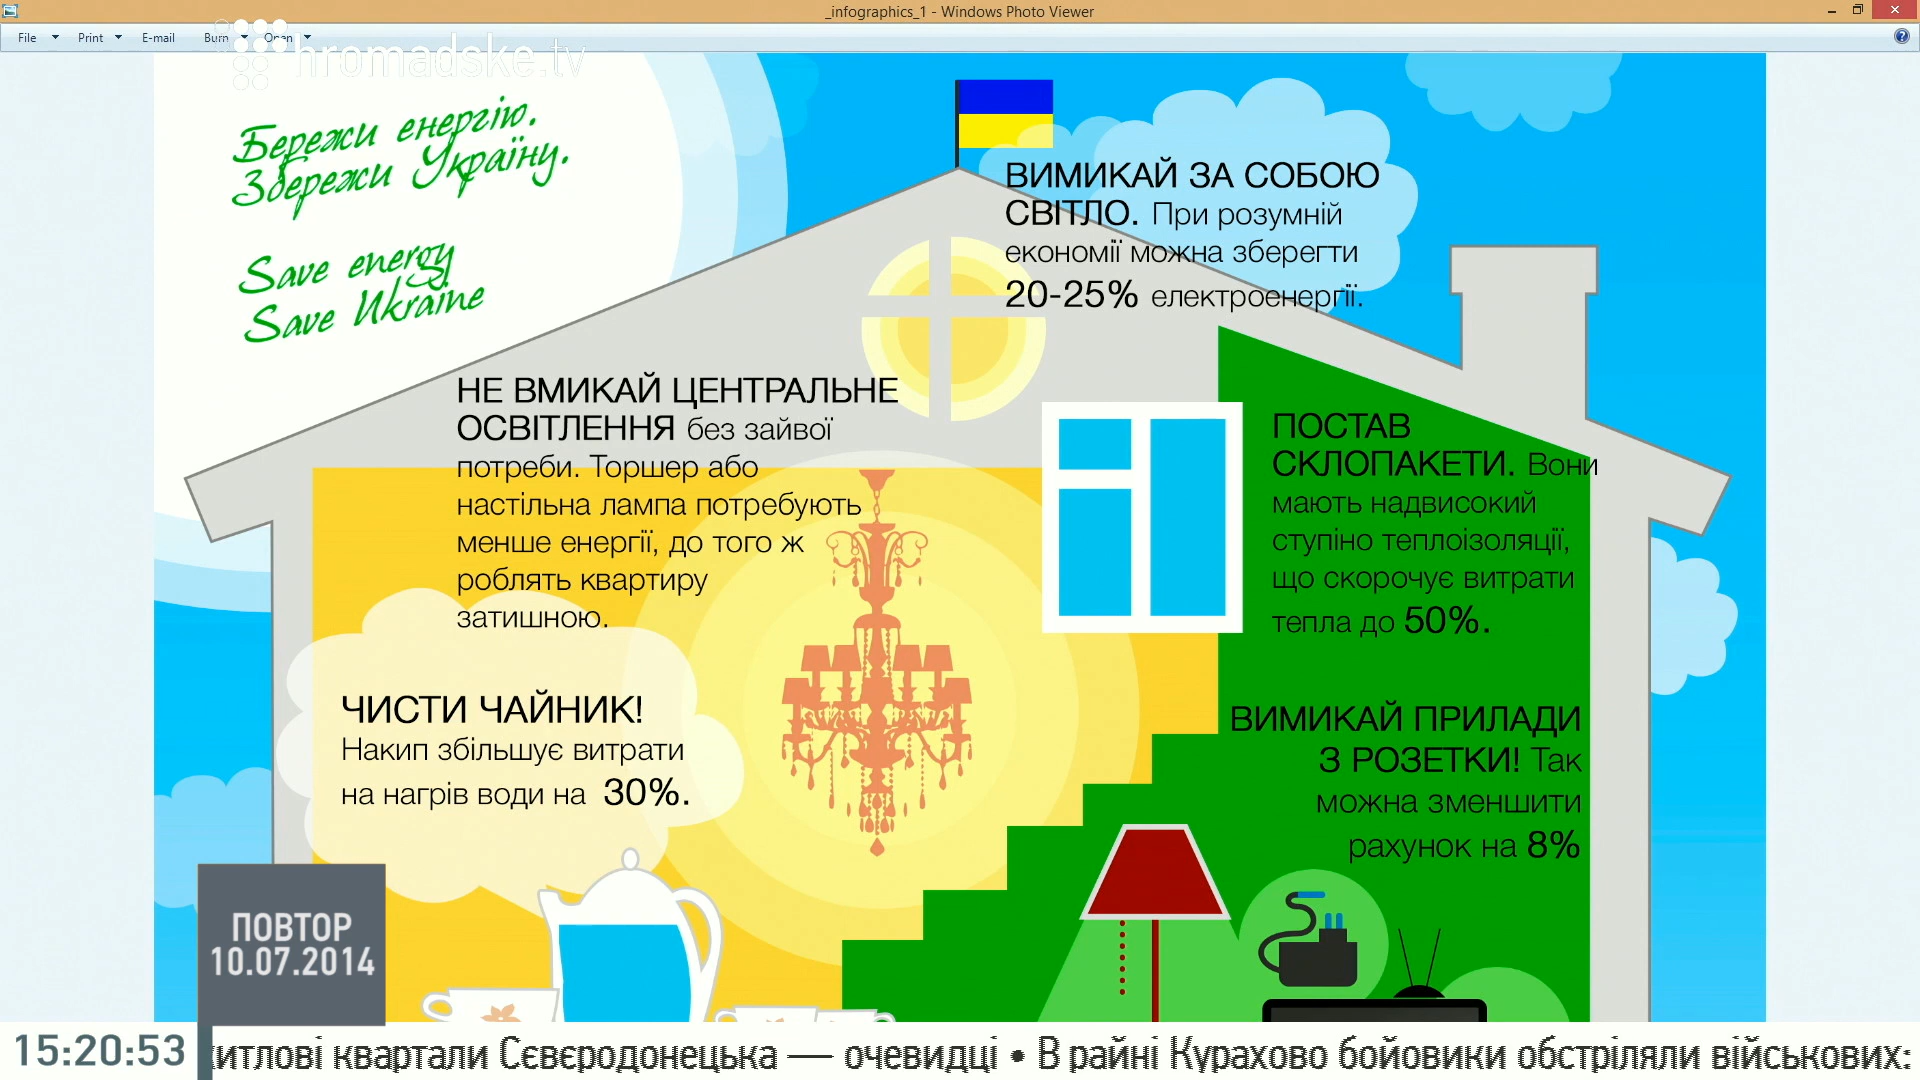 _infographics_1 - Windows Photo Viewer
File Print E-mail Burn Open
hromadske.tv
Бережи енергію.
Збережи Україну.
Save energy
Save Ukraine
ВИМИКАЙ ЗА СОБОЮ
СВІТЛО. При розумній
економії можна зберегти
20-25% електроенергії.
НЕ ВМИКАЙ ЦЕНТРАЛЬНЕ
ОСВІТЛЕННЯ без зайвої
потреби. Торшер або
настільна лампа потребують
менше енергії, до того ж
роблять квартиру
затишною.
ПОСТАВ
СКЛОПАКЕТИ. Вони
мають надвисокий
ступіно теплоізоляції,
що скорочує витрати
тепла до 50%.
ЧИСТИ ЧАЙНИК!
Накип збільшує витрати
на нагрів води на 30%.
ВИМИКАЙ ПРИЛАДИ
З РОЗЕТКИ! Так
можна зменшити
рахунок на 8%
ПОВТОР
10.07.2014
15:20:53 житлові квартали Сєвєродонецька — очевидці • В районі Курахово бойовики обстріляли військових: